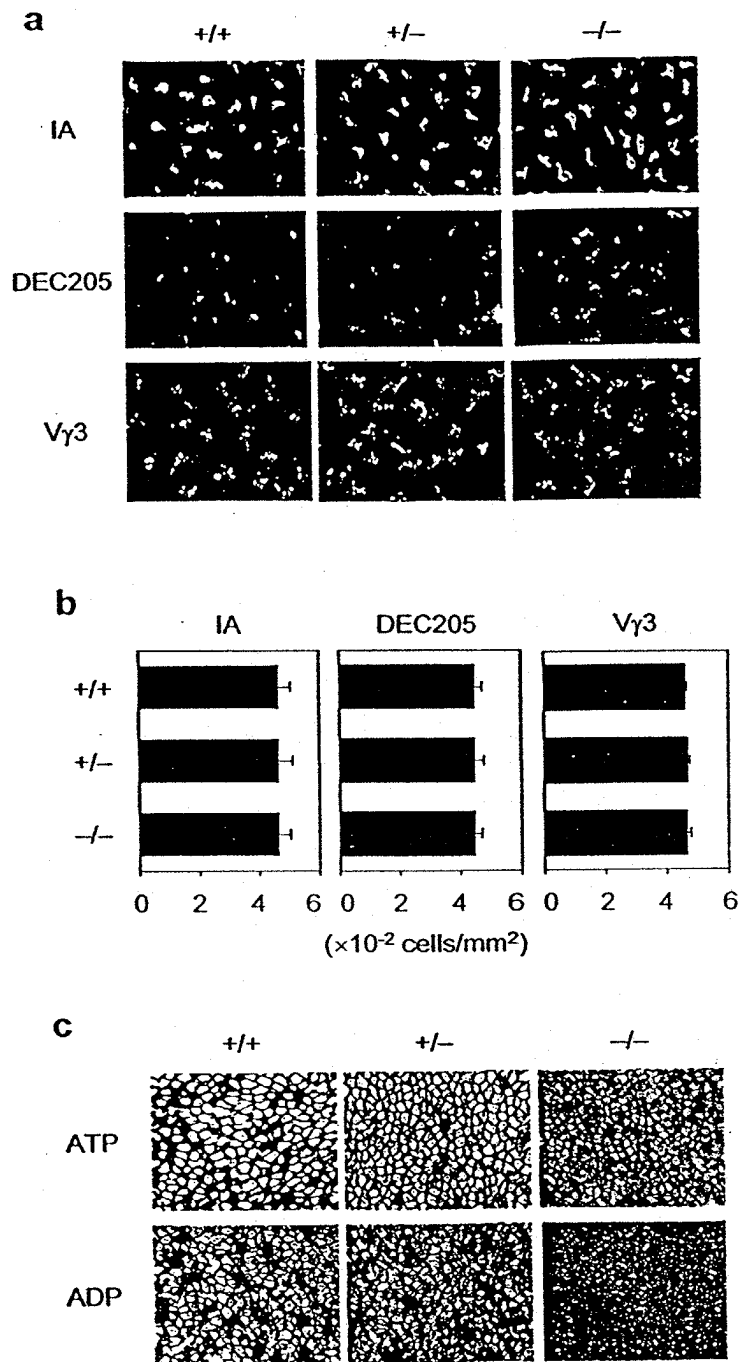 a
+/+ +/– –/–
IA
DEC205
Vγ3
b
IA DEC205 Vγ3
+/+
+/–
–/–
0 2 4 6 0 2 4 6 0 2 4 6
(×10⁻² cells/mm²)
c
+/+ +/– –/–
ATP
ADP